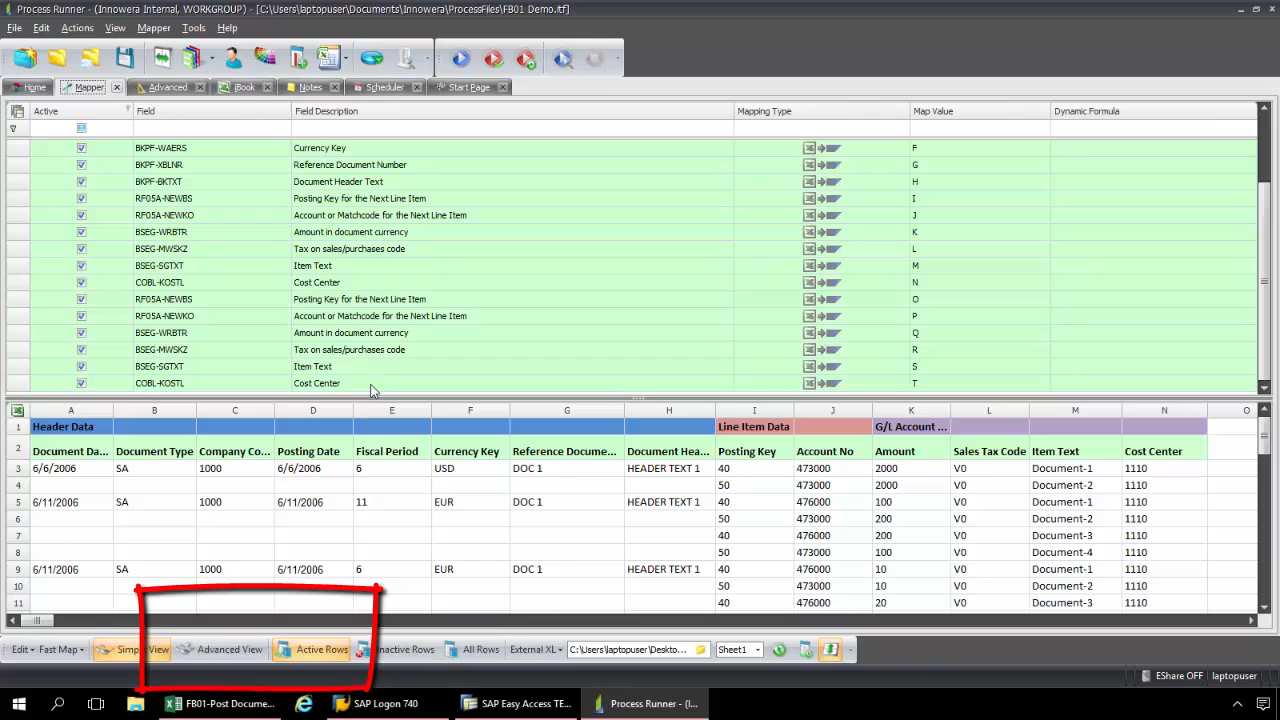 Process Runner - (Innowera Internal, WORKGROUP) - [C:\Users\laptopuser\Documents\Innowera\ProcessFiles\FB01 Demo.itf]
File Edit Actions View Mapper Tools Help
Home Mapper Advanced iBook Notes Scheduler Start Page
Active Field Field Description Mapping Type Map Value Dynamic Formula
BKPF-WAERS Currency Key F
BKPF-XBLNR Reference Document Number G
BKPF-BKTXT Document Header Text H
RF05A-NEWBS Posting Key for the Next Line Item I
RF05A-NEWKO Account or Matchcode for the Next Line Item J
BSEG-WRBTR Amount in document currency K
BSEG-MWSKZ Tax on sales/purchases code L
BSEG-SGTXT Item Text M
COBL-KOSTL Cost Center N
RF05A-NEWBS Posting Key for the Next Line Item O
RF05A-NEWKO Account or Matchcode for the Next Line Item P
BSEG-WRBTR Amount in document currency Q
BSEG-MWSKZ Tax on sales/purchases code R
BSEG-SGTXT Item Text S
COBL-KOSTL Cost Center T
A B C D E F G H I J K L M N O
1 Header Data Line Item Data G/L Account ...
2 Document Da... Document Type Company Co... Posting Date Fiscal Period Currency Key Reference Docume... Document Hea... Posting Key Account No Amount Sales Tax Code Item Text Cost Center
3 6/6/2006 SA 1000 6/6/2006 6 USD DOC 1 HEADER TEXT 1 40 473000 2000 V0 Document-1 1110
4 50 473000 2000 V0 Document-2 1110
5 6/11/2006 SA 1000 6/11/2006 11 EUR DOC 1 HEADER TEXT 1 40 476000 100 V0 Document-1 1110
6 50 473000 200 V0 Document-2 1110
7 40 476000 200 V0 Document-3 1110
8 50 473000 100 V0 Document-4 1110
9 6/11/2006 SA 1000 6/11/2006 6 EUR DOC 1 HEADER TEXT 1 40 476000 10 V0 Document-1 1110
10 50 473000 10 V0 Document-2 1110
11 40 476000 20 V0 Document-3 1110
Edit Fast Map Simple View Advanced View Active Rows Inactive Rows All Rows External XL C:\Users\laptopuser\Deskto... Sheet1
EShare OFF laptopuser
FB01-Post Docume... SAP Logon 740 SAP Easy Access TE... Process Runner - (I...